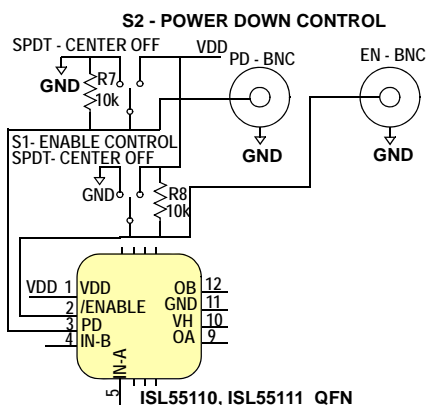 S2 - POWER DOWN CONTROL
SPDT - CENTER OFF
VDD
PD - BNC
EN - BNC
GND
R7
10k
GND
GND
S1- ENABLE CONTROL
SPDT- CENTER OFF
GND
R8
10k
VDD 1 VDD
2 /ENABLE
3 PD
4 IN-B
OB 12
GND 11
VH 10
OA 9
IN-A
5
ISL55110, ISL55111 QFN